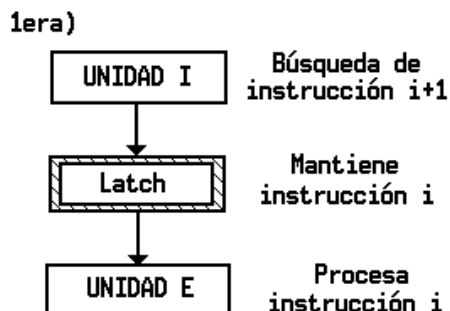 1era)
UNIDAD I
Búsqueda de
instrucción i+1
Latch
Mantiene
instrucción i
UNIDAD E
Procesa
instrucción i